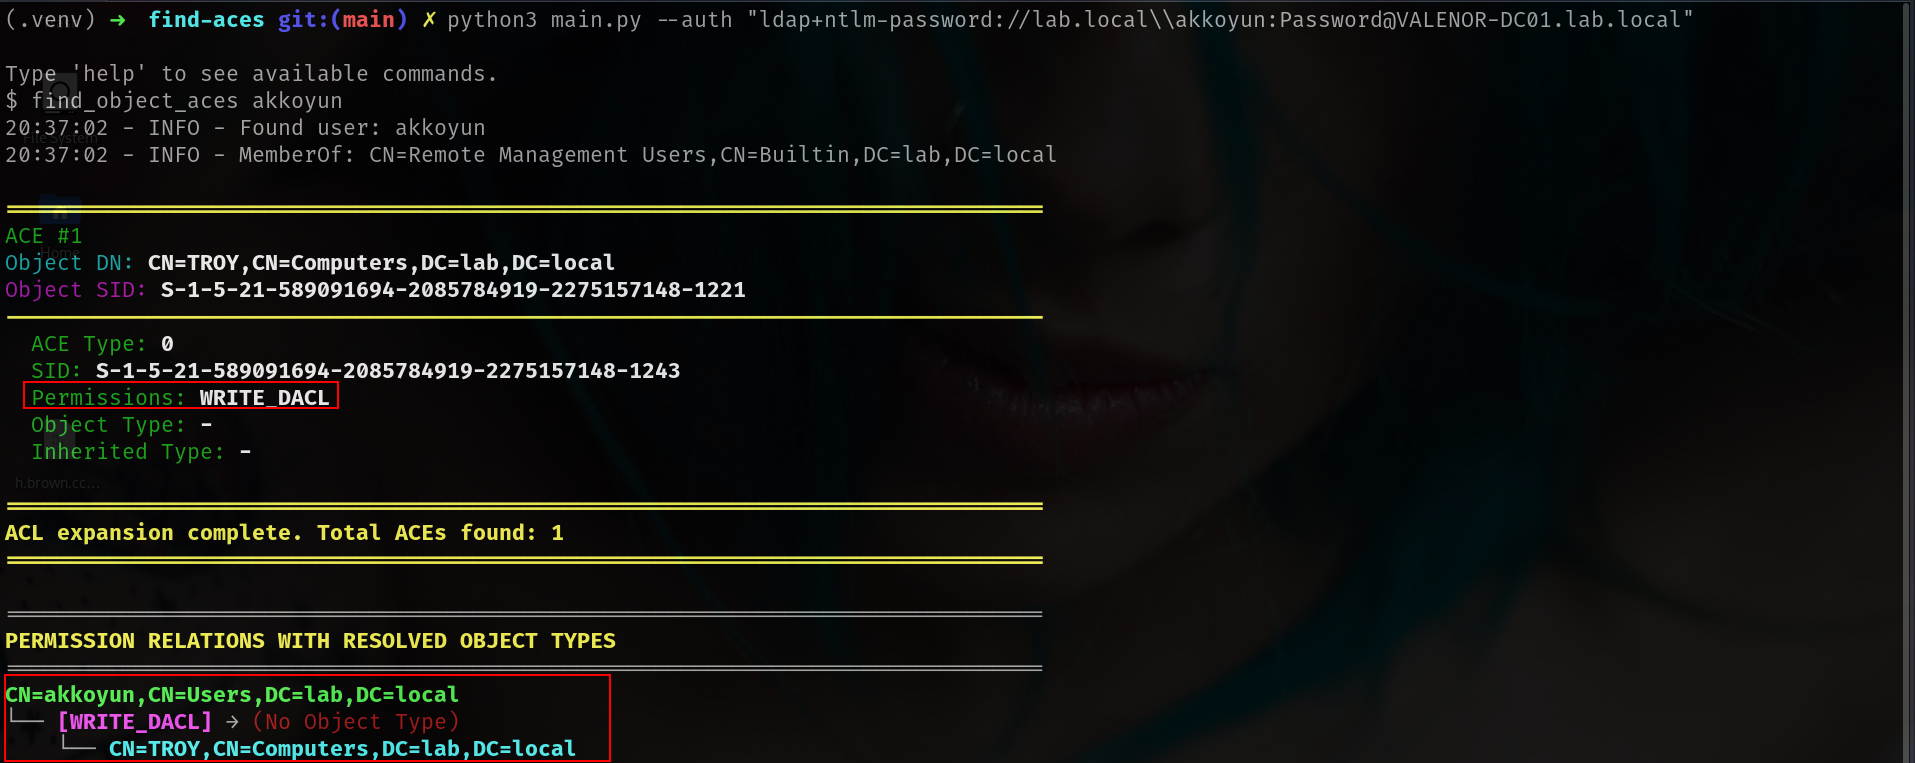 (.venv) ➜  find-aces git:(main) ✗ python3 main.py --auth "ldap+ntlm-password://lab.local\\akkoyun:Password@VALENOR-DC01.lab.local"
Type 'help' to see available commands.
$ find_object_aces akkoyun
20:37:02 - INFO - Found user: akkoyun
File System
20:37:02 - INFO - MemberOf: CN=Remote Management Users,CN=Builtin,DC=lab,DC=local
ACE #1
Home
Object DN: CN=TROY,CN=Computers,DC=lab,DC=local
Object SID: S-1-5-21-589091694-2085784919-2275157148-1221
ACE Type: 0
SID: S-1-5-21-589091694-2085784919-2275157148-1243
Permissions: WRITE_DACL
Object Type: -
Inherited Type: -
h.brown.cc...
ACL expansion complete. Total ACEs found: 1
PERMISSION RELATIONS WITH RESOLVED OBJECT TYPES
CN=akkoyun,CN=Users,DC=lab,DC=local
└── [WRITE_DACL] → (No Object Type)
└── CN=TROY,CN=Computers,DC=lab,DC=local